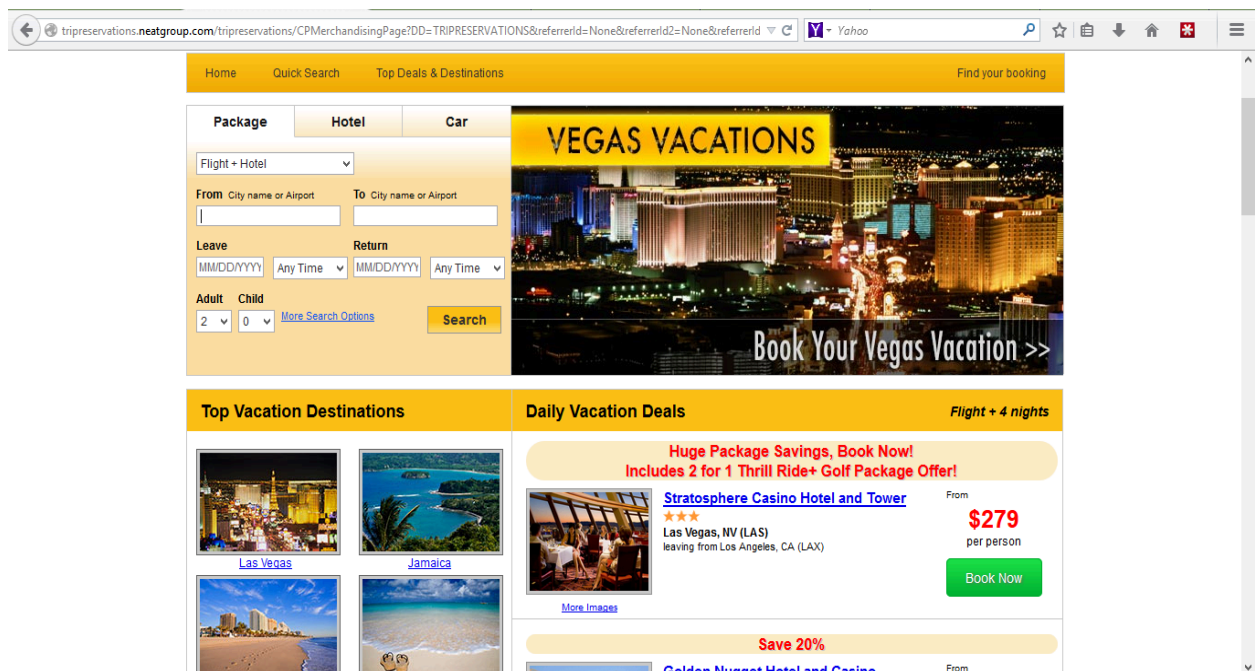 tripreservations.neatgroup.com/tripreservations/CPMerchandisingPage?DD=TRIPRESERVATIONS&referrerId=None&referrerId2=None&referrerId
Yahoo
Home Quick Search Top Deals & Destinations Find your booking
Package Hotel Car
Flight + Hotel
From City name or Airport To City name or Airport
Leave Return
MM/DD/YYYY Any Time MM/DD/YYYY Any Time
Adult Child
2 0 More Search Options Search
VEGAS VACATIONS
Book Your Vegas Vacation >>
Top Vacation Destinations
Las Vegas Jamaica
Daily Vacation Deals Flight + 4 nights
Huge Package Savings, Book Now!
Includes 2 for 1 Thrill Ride+ Golf Package Offer!
Stratosphere Casino Hotel and Tower
Las Vegas, NV (LAS)
leaving from Los Angeles, CA (LAX)
From
$279
per person
Book Now
More Images
Save 20%
Golden Nugget Hotel and Casino
From